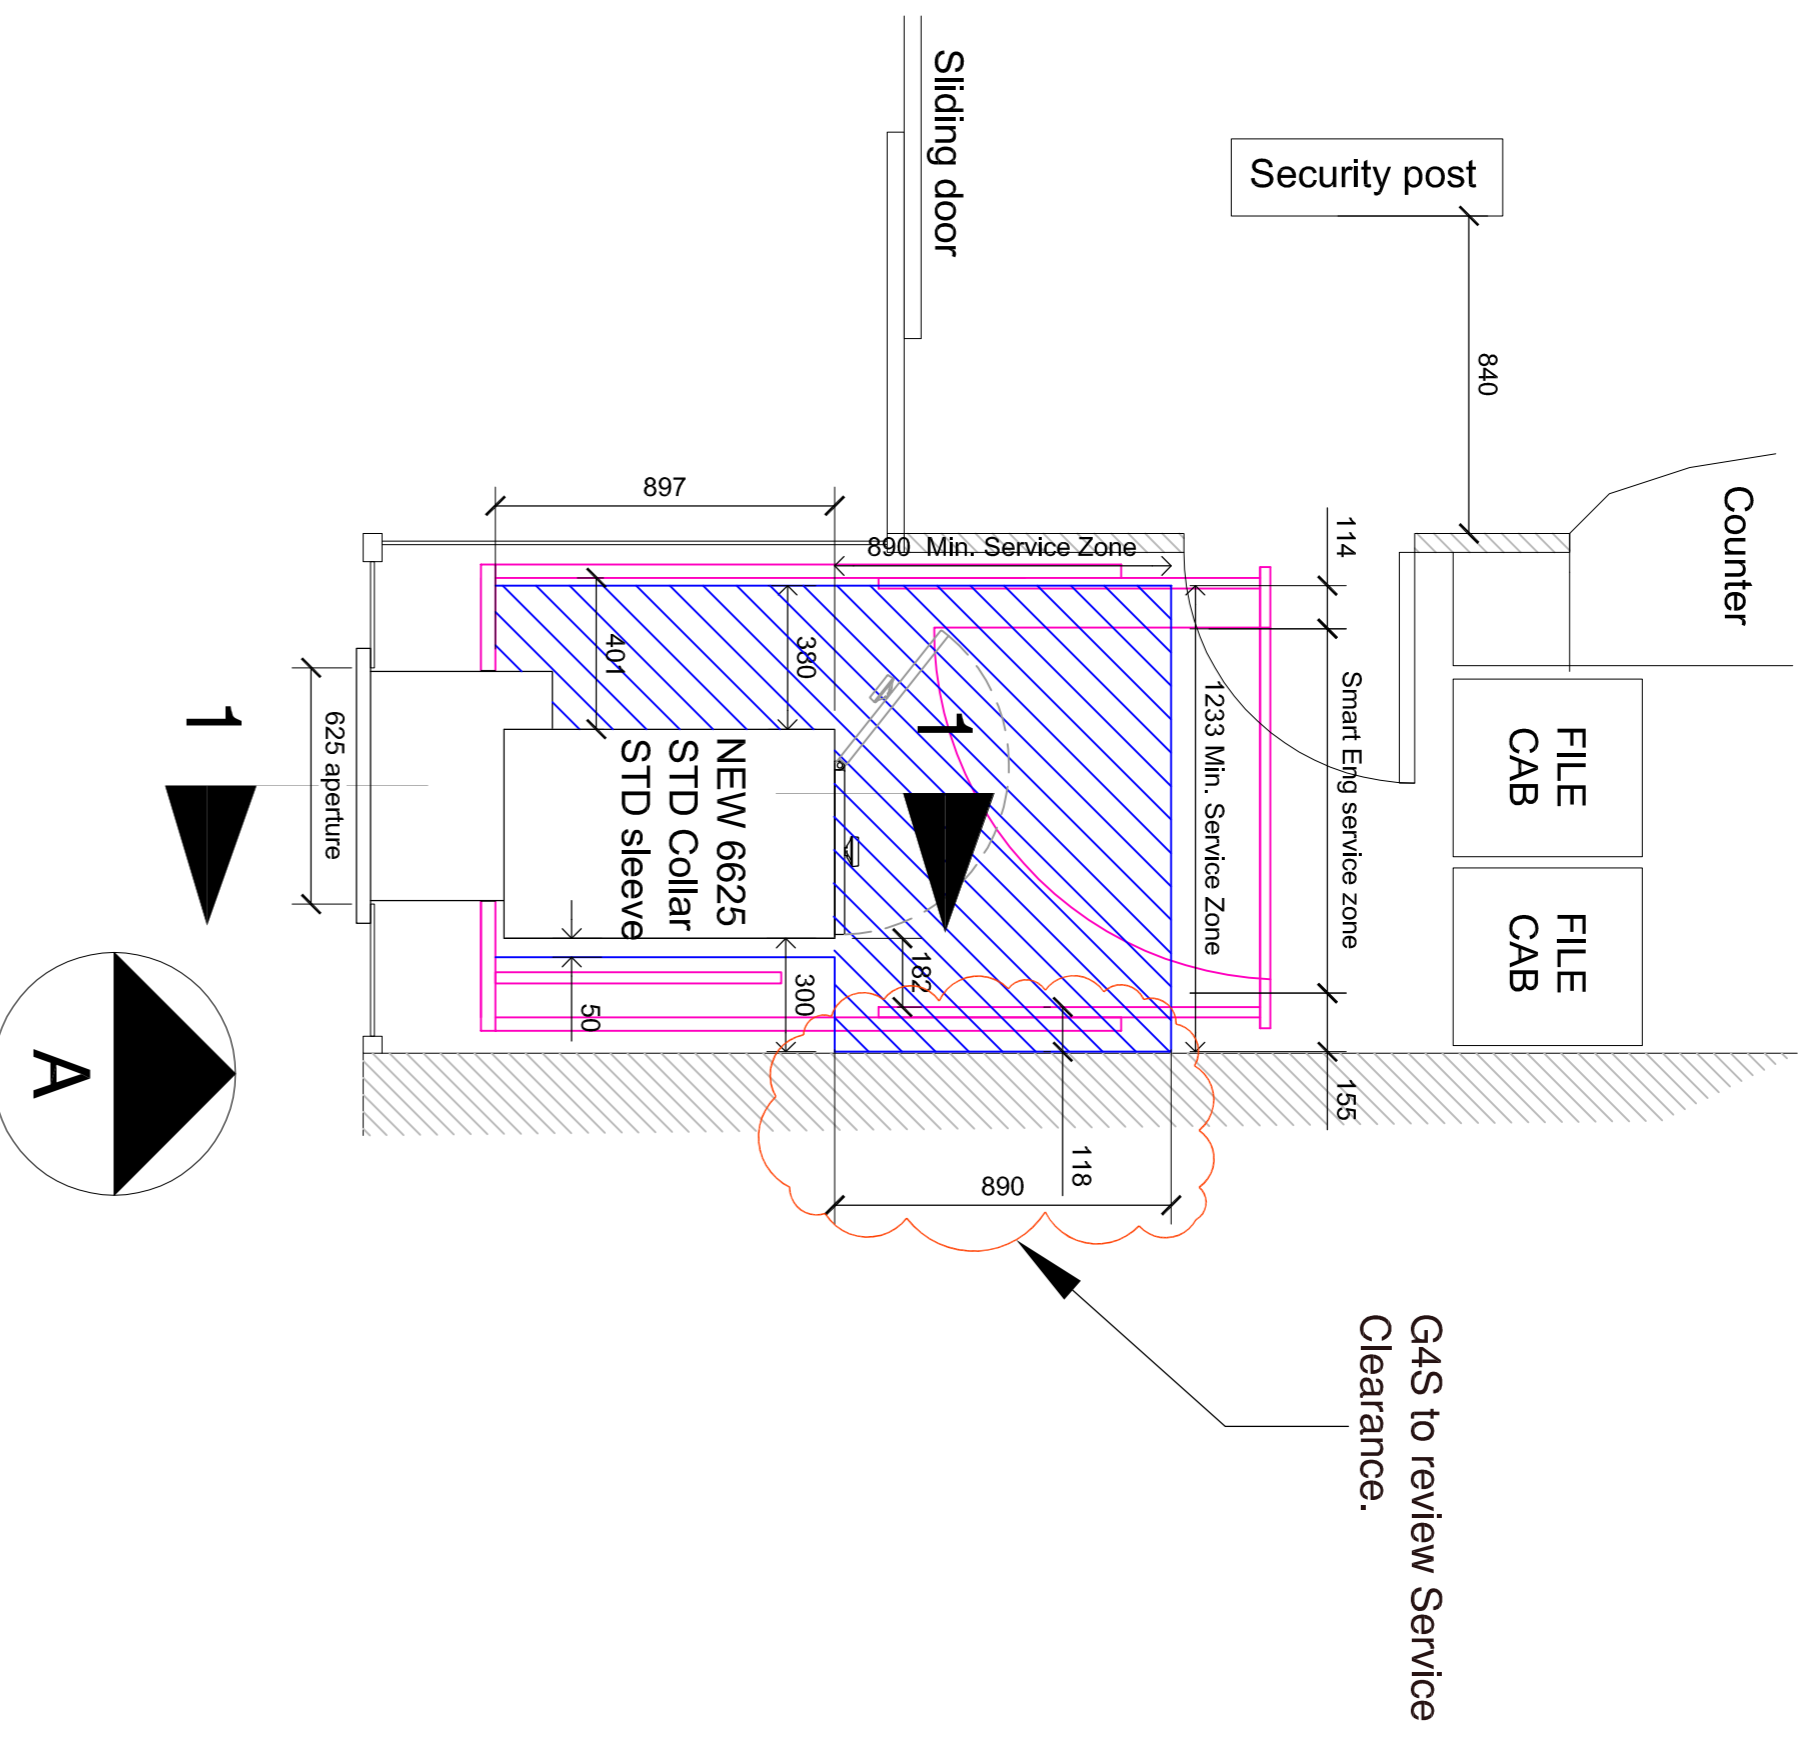 Sliding door
Security post
840
Counter
897
890 Min. Service Zone
114
401
380
1233 Min. Service Zone
Smart Eng service zone
FILE
CAB
FILE
CAB
625 aperture
1
1
NEW 6625
STD Collar
STD sleeve
182
300
50
155
118
890
A
G4S to review Service
Clearance.